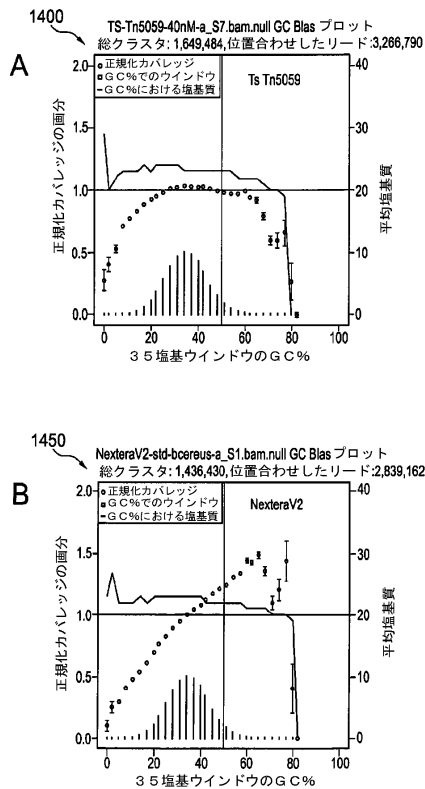 1400
TS-Tn5059-40nM-a_S7.bam.null GC Bias プロット
総クラスタ: 1,649,484,位置合わせしたリード:3,266,790
A
2.0
1.5
1.0
0.5
0.0
正規化カバレッジの画分
正規化カバレッジ
GC%でのウインドウ
GC%における塩基質
Ts Tn5059
40
30
20
10
0
平均塩基質
0 20 40 60 80 100
35塩基ウインドウのGC%
1450
NexteraV2-std-bcereus-a_S1.bam.null GC Bias プロット
総クラスタ: 1,436,430,位置合わせしたリード:2,839,162
B
2.0
1.5
1.0
0.5
0.0
正規化カバレッジの画分
正規化カバレッジ
GC%でのウインドウ
GC%における塩基質
NexteraV2
40
30
20
10
0
平均塩基質
0 20 40 60 80 100
35塩基ウインドウのGC%